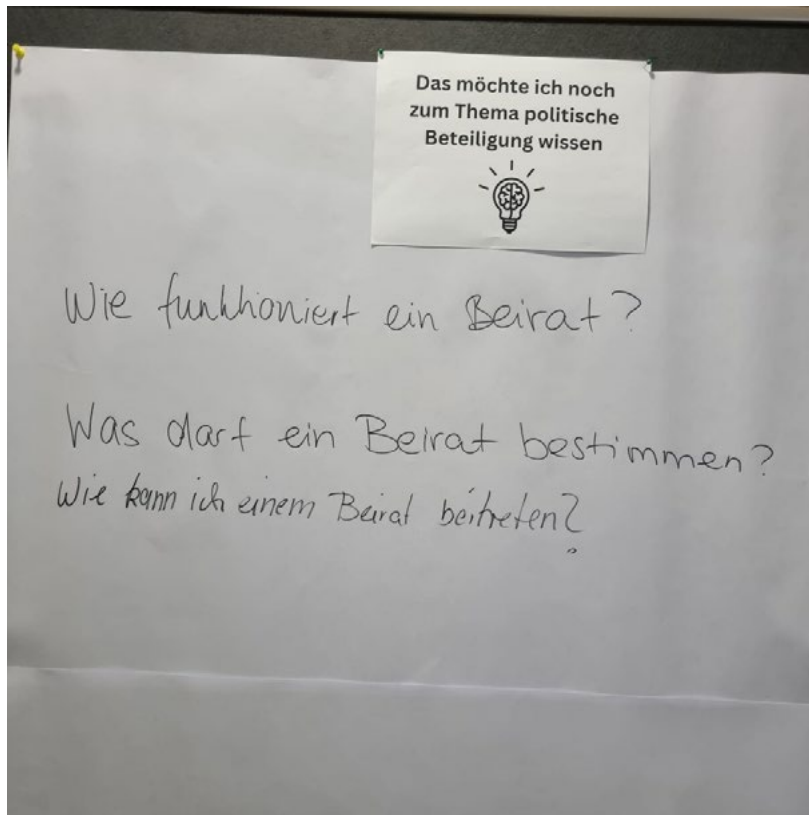 Das möchte ich noch
zum Thema politische
Beteiligung wissen
Wie funktioniert ein Beirat?
Was darf ein Beirat bestimmen?
Wie kann ich einem Beirat beitreten?